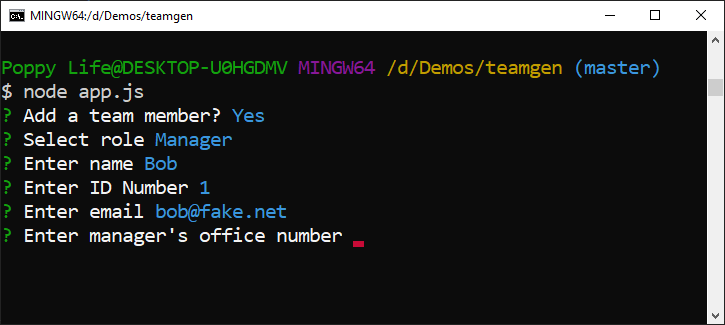 MINGW64:/d/Demos/teamgen
Poppy Life@DESKTOP-U0HGDMV MINGW64 /d/Demos/teamgen (master)
$ node app.js
? Add a team member? Yes
? Select role Manager
? Enter name Bob
? Enter ID Number 1
? Enter email bob@fake.net
? Enter manager's office number